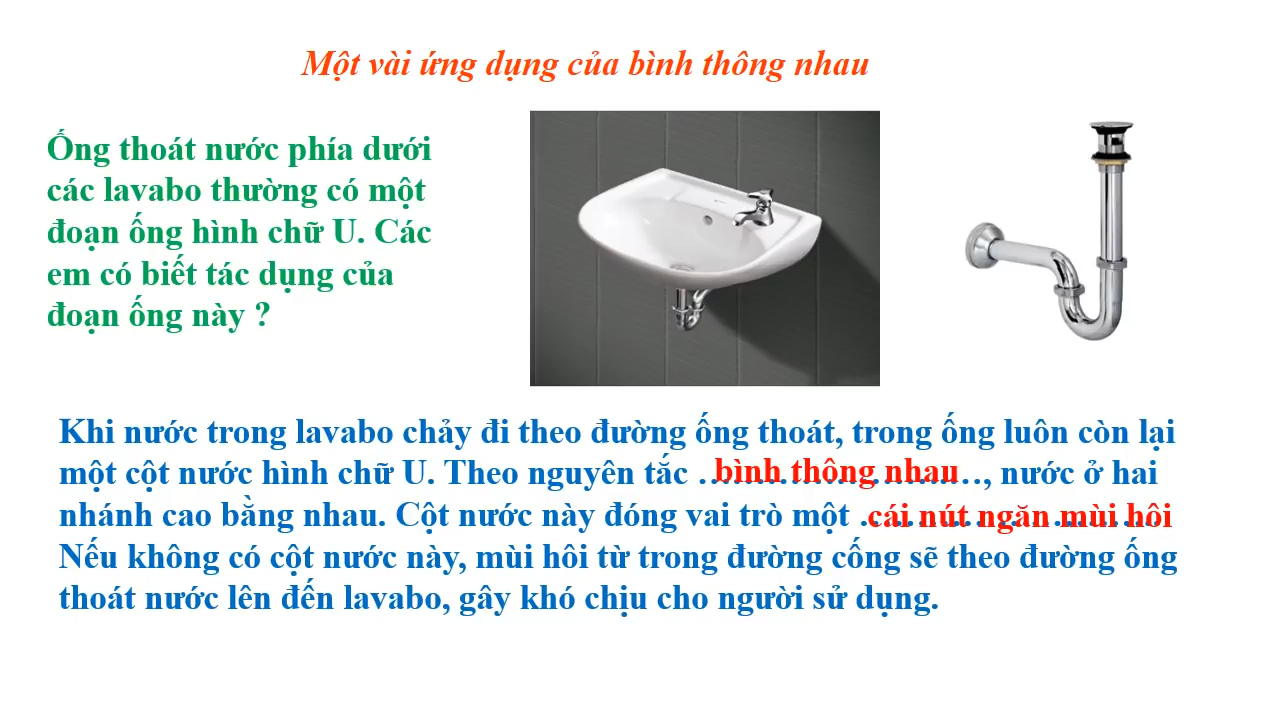 Một vài ứng dụng của bình thông nhau
Ống thoát nước phía dưới
các lavabo thường có một
đoạn ống hình chữ U. Các
em có biết tác dụng của
đoạn ống này ?
Khi nước trong lavabo chảy đi theo đường ống thoát, trong ống luôn còn lại
một cột nước hình chữ U. Theo nguyên tắc …bình thông nhau…, nước ở hai
nhánh cao bằng nhau. Cột nước này đóng vai trò một …cái nút ngăn mùi hôi
Nếu không có cột nước này, mùi hôi từ trong đường cống sẽ theo đường ống
thoát nước lên đến lavabo, gây khó chịu cho người sử dụng.